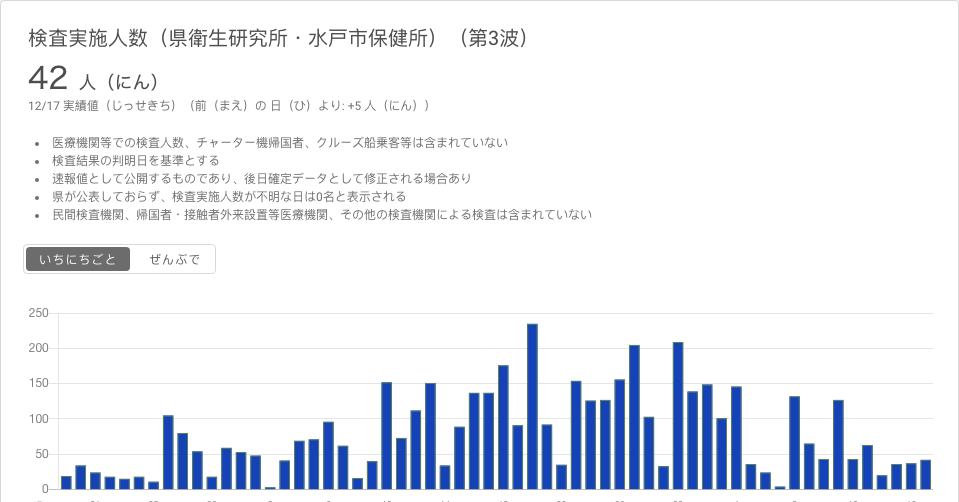 検査実施人数（県衛生研究所・水戸市保健所）（第3波）
42 人（にん）
12/17 実績値（じっせきち）（前（まえ）の 日（ひ）より: +5 人（にん））
医療機関等での検査人数、チャーター機帰国者、クルーズ船乗客等は含まれていない
検査結果の判明日を基準とする
速報値として公開するものであり、後日確定データとして修正される場合あり
県が公表しておらず、検査実施人数が不明な日は0名と表示される
民間検査機関、帰国者・接触者外来設置等医療機関、その他の検査機関による検査は含まれていない
いちにちごと ぜんぶで
250
200
150
100
50
0